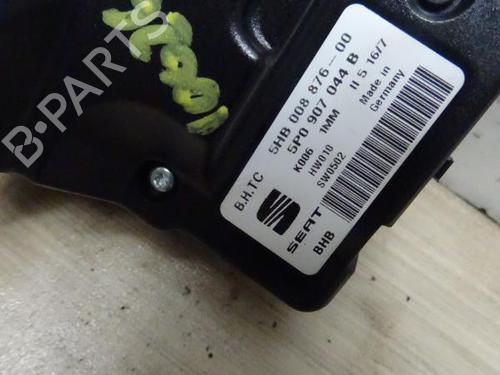 B.H.TC
5HB 008 876-00
5P0 907 044 B
K006 1MM II 5 16/7
HW010 Made in
SW0502 Germany
SEAT
BHB
B-PARTS